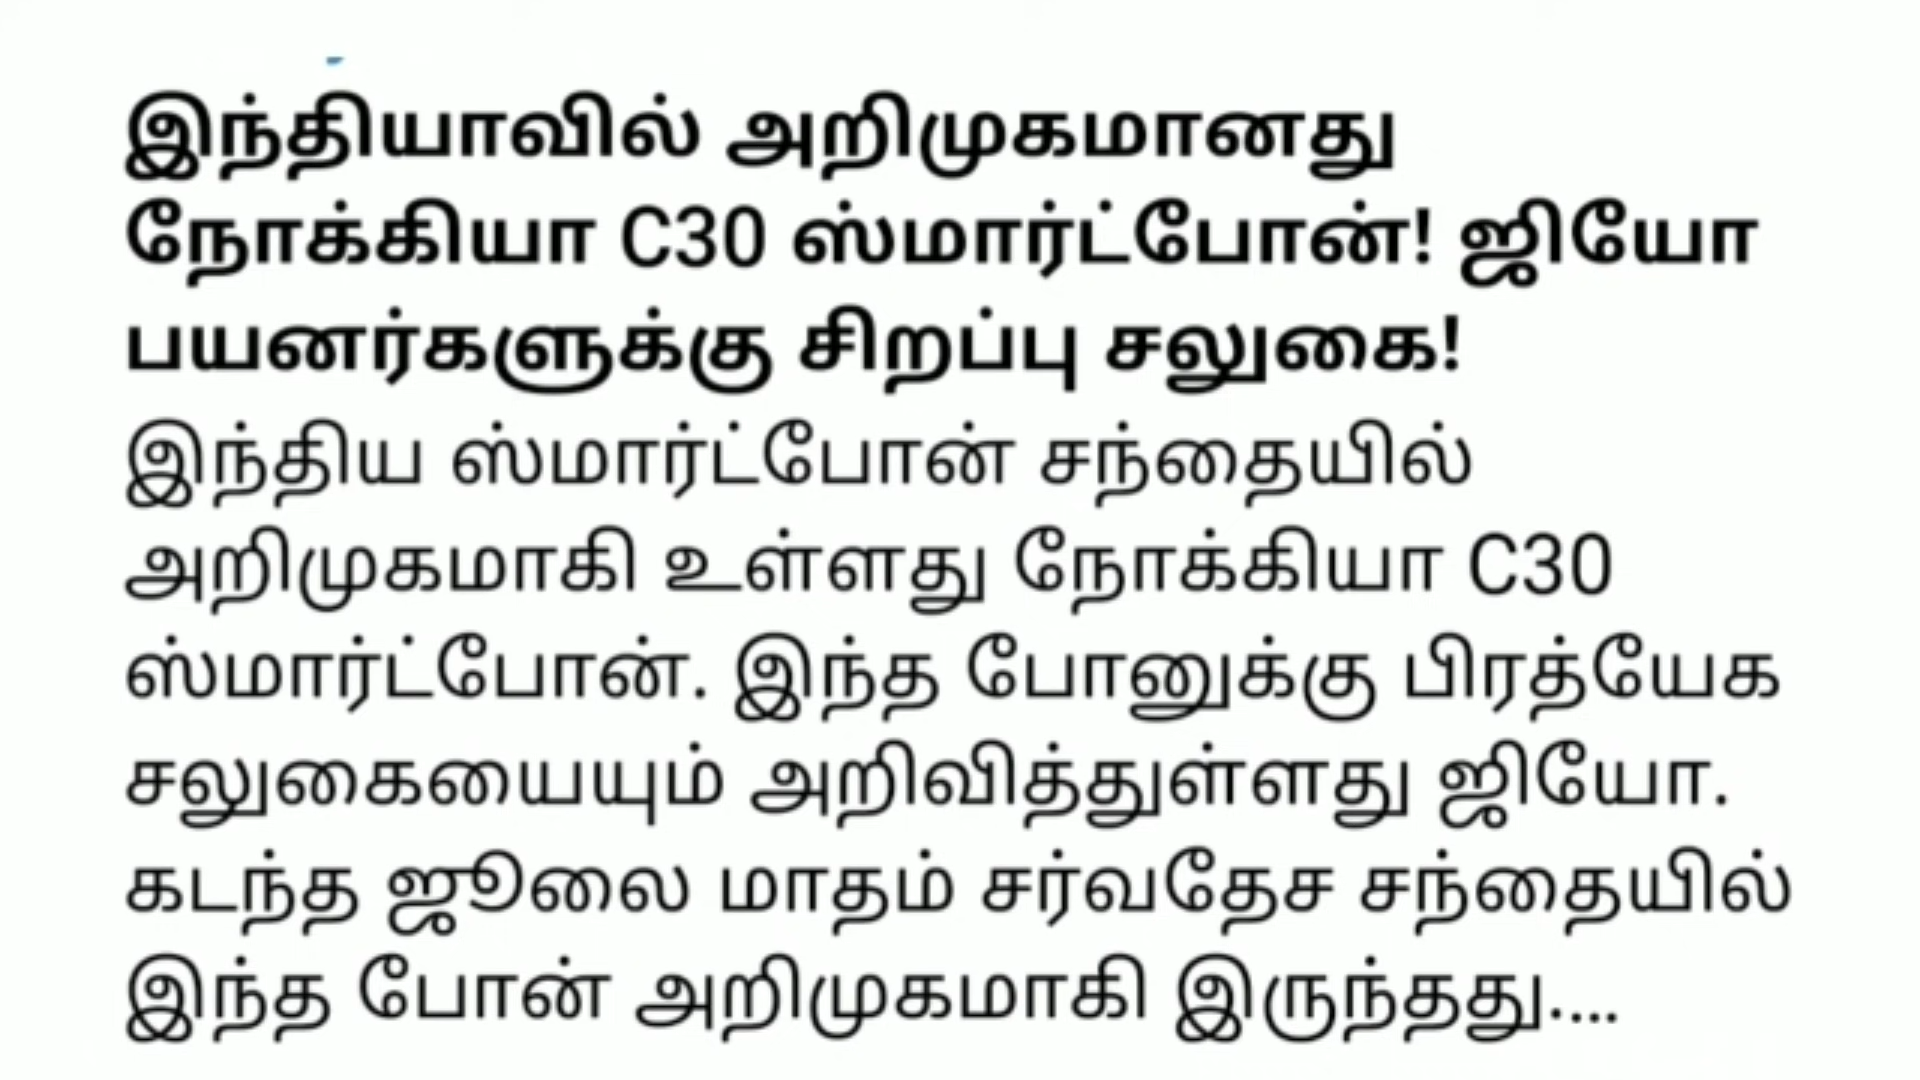 இந்தியாவில் அறிமுகமானது
நோக்கியா C30 ஸ்மார்ட்போன்! ஜியோ
பயனர்களுக்கு சிறப்பு சலுகை!
இந்திய ஸ்மார்ட்போன் சந்தையில்
அறிமுகமாகி உள்ளது நோக்கியா C30
ஸ்மார்ட்போன். இந்த போனுக்கு பிரத்யேக
சலுகையையும் அறிவித்துள்ளது ஜியோ.
கடந்த ஜூலை மாதம் சர்வதேச சந்தையில்
இந்த போன் அறிமுகமாகி இருந்தது....